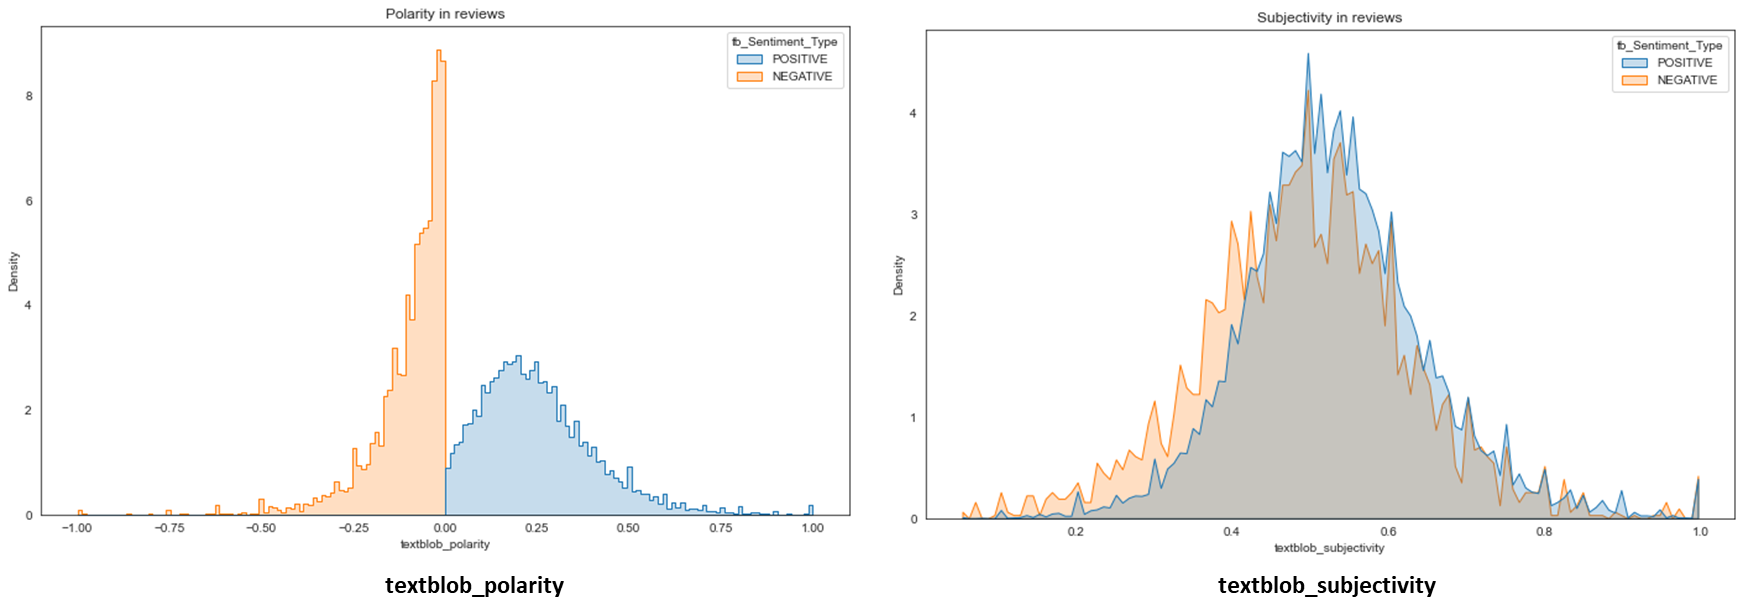 Polarity in reviews
fb_Sentiment_Type
POSITIVE
NEGATIVE
8
6
4
2
0
Density
−1.00 −0.75 −0.50 −0.25 0.00 0.25 0.50 0.75 1.00
textblob_polarity
textblob_polarity
Subjectivity in reviews
fb_Sentiment_Type
POSITIVE
NEGATIVE
4
3
2
1
0
Density
0.2 0.4 0.6 0.8 1.0
textblob_subjectivity
textblob_subjectivity